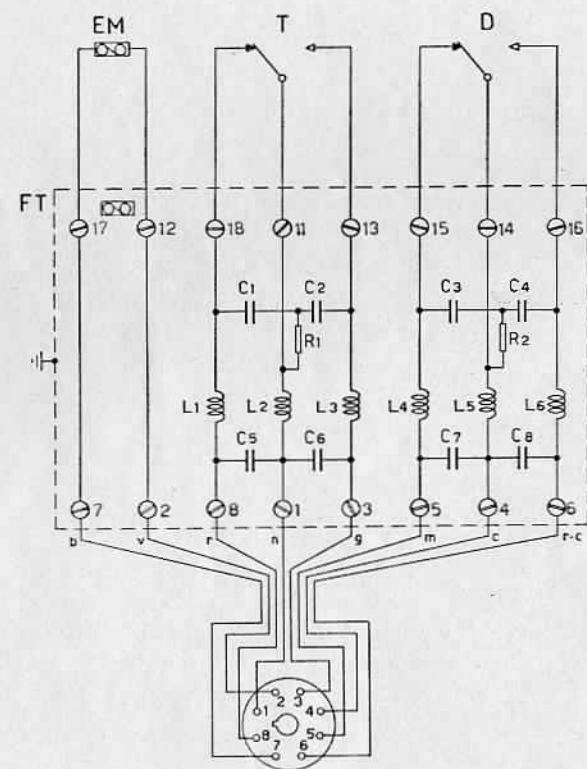 EM T D
FT
17 12 18 11 13 15 14 16
C1 C2 C3 C4
R1 R2
L1 L2 L3 L4 L5 L6
C5 C6 C7 C8
7 2 8 1 3 5 4 6
b v r n g m c r-c
2 3
1 4
8 5
7 6